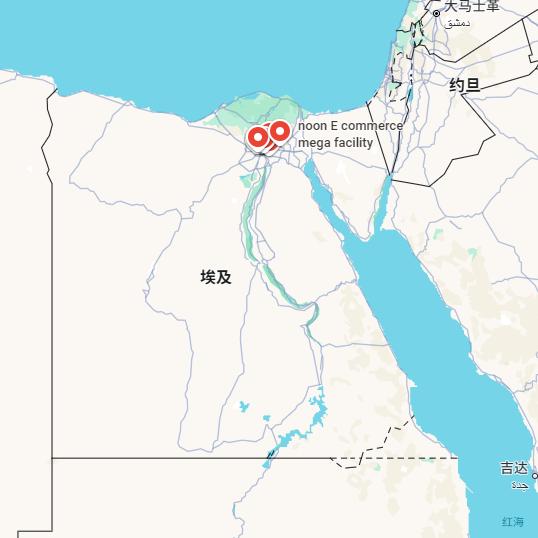 大马士革
دمشق
约旦
noon E commerce
mega facility
埃及
吉达
جدة
红海